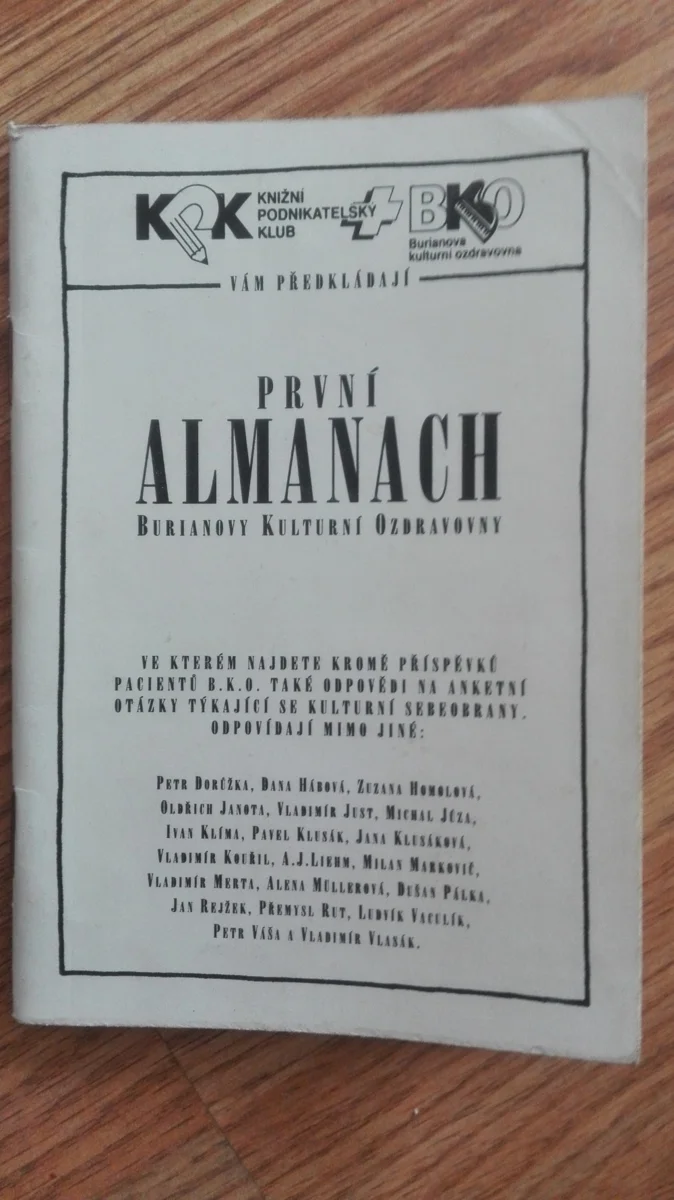 KPK KNIŽNÍ
PODNIKATELSKÝ
KLUB
BKO
Burianova
kulturní ozdravovna
VÁM PŘEDKLÁDAJÍ
PRVNÍ
ALMANACH
BURIANOVY KULTURNÍ OZDRAVOVNY
VE KTERÉM NAJDETE KROMĚ PŘÍSPĚVKŮ
PACIENTŮ B.K.O. TAKÉ ODPOVĚDI NA ANKETNÍ
OTÁZKY TÝKAJÍCÍ SE KULTURNÍ SEBEOBRANY.
ODPOVÍDAJÍ MIMO JINÉ:
PETR DORŮŽKA, DANA HÁBOVÁ, ZUZANA HOMOLOVÁ,
OLDŘICH JANOTA, VLADIMÍR JUST, MICHAL JŮZA,
IVAN KLÍMA, PAVEL KLUSÁK, JANA KLUSÁKOVÁ,
VLADIMÍR KOUŘIL, A.J.LIEHM, MILAN MARKOVIČ,
VLADIMÍR MERTA, ALENA MÜLLEROVÁ, DUŠAN PÁLKA,
JAN REJŽEK, PŘEMYSL RUT, LUDVÍK VACULÍK,
PETR VÁŠA A VLADIMÍR VLASÁK.